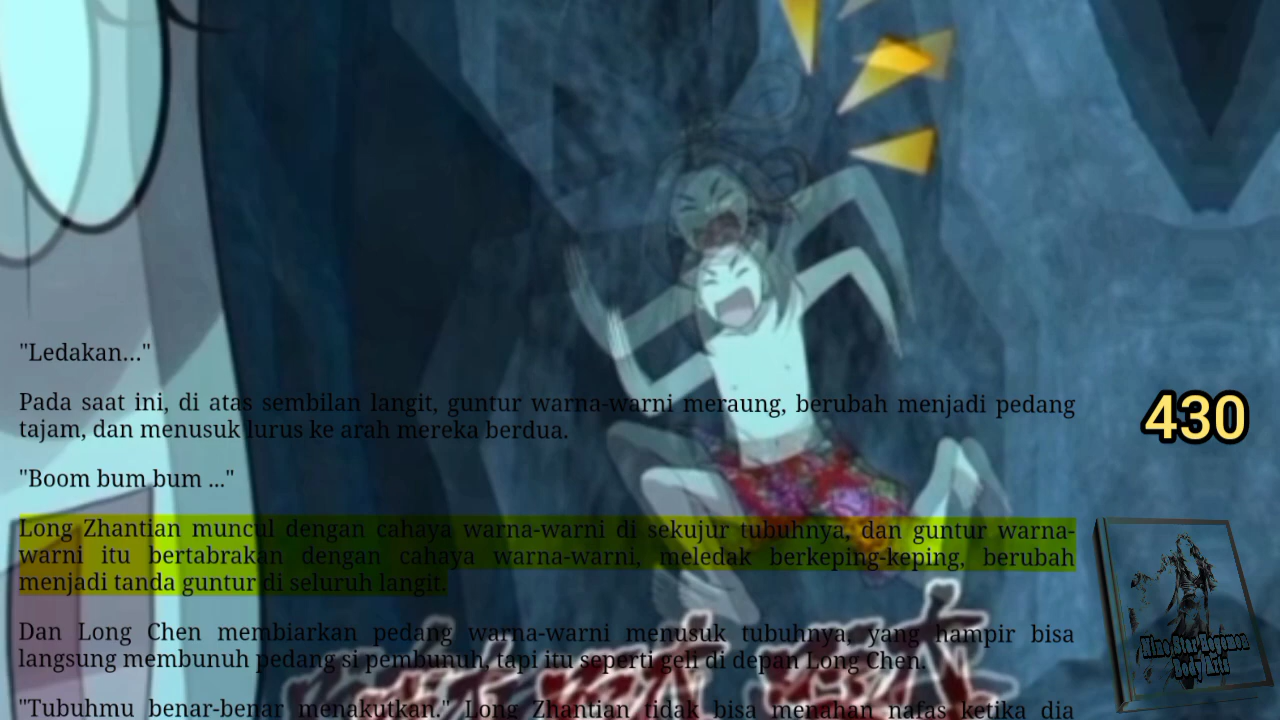 "Ledakan..."
Pada saat ini, di atas sembilan langit, guntur warna-warni meraung, berubah menjadi pedang
tajam, dan menusuk lurus ke arah mereka berdua.
"Boom bum bum ..."
Long Zhantian muncul dengan cahaya warna-warni di sekujur tubuhnya, dan guntur warna-
warni itu bertabrakan dengan cahaya warna-warni, meledak berkeping-keping, berubah
menjadi tanda guntur di seluruh langit.
Dan Long Chen membiarkan pedang warna-warni menusuk tubuhnya, yang hampir bisa
langsung membunuh pedang si pembunuh, tapi itu seperti geli di depan Long Chen.
"Tubuhmu benar-benar menakutkan." Long Zhantian tidak bisa menahan nafas ketika dia
430